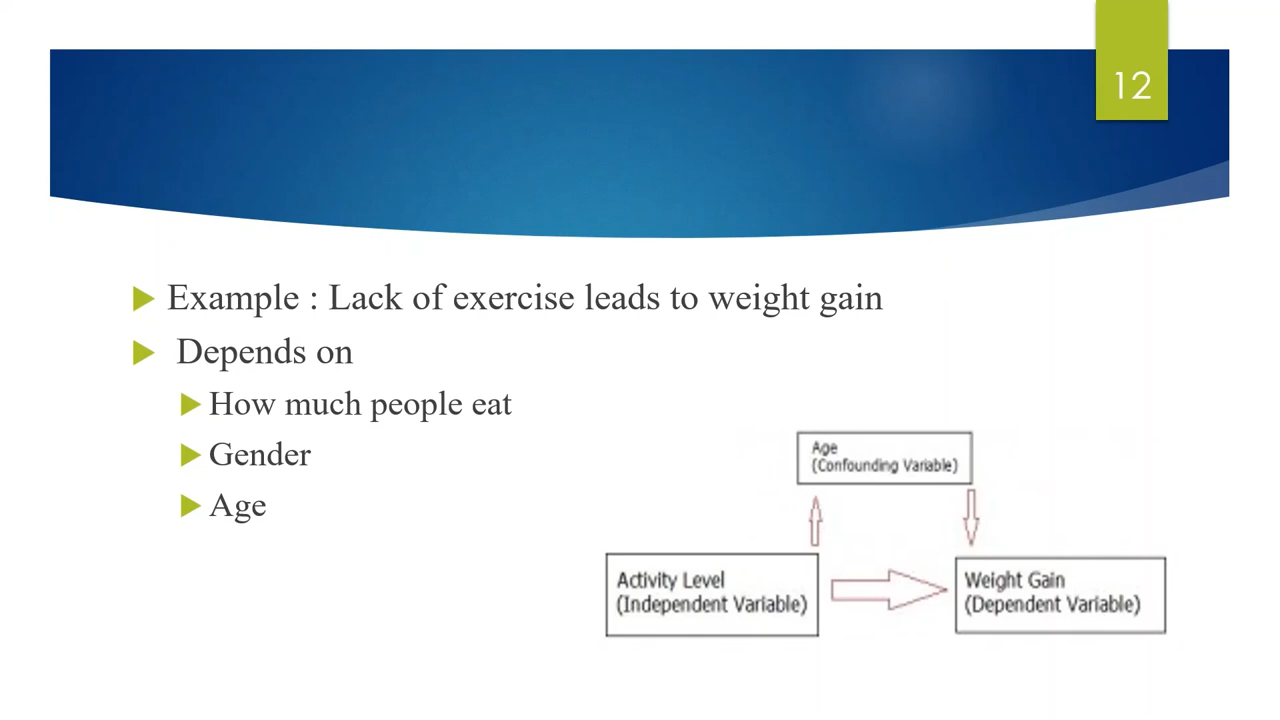 12
Example : Lack of exercise leads to weight gain
Depends on
How much people eat
Gender
Age
Age
(Confounding Variable)
Activity Level
(Independent Variable)
Weight Gain
(Dependent Variable)